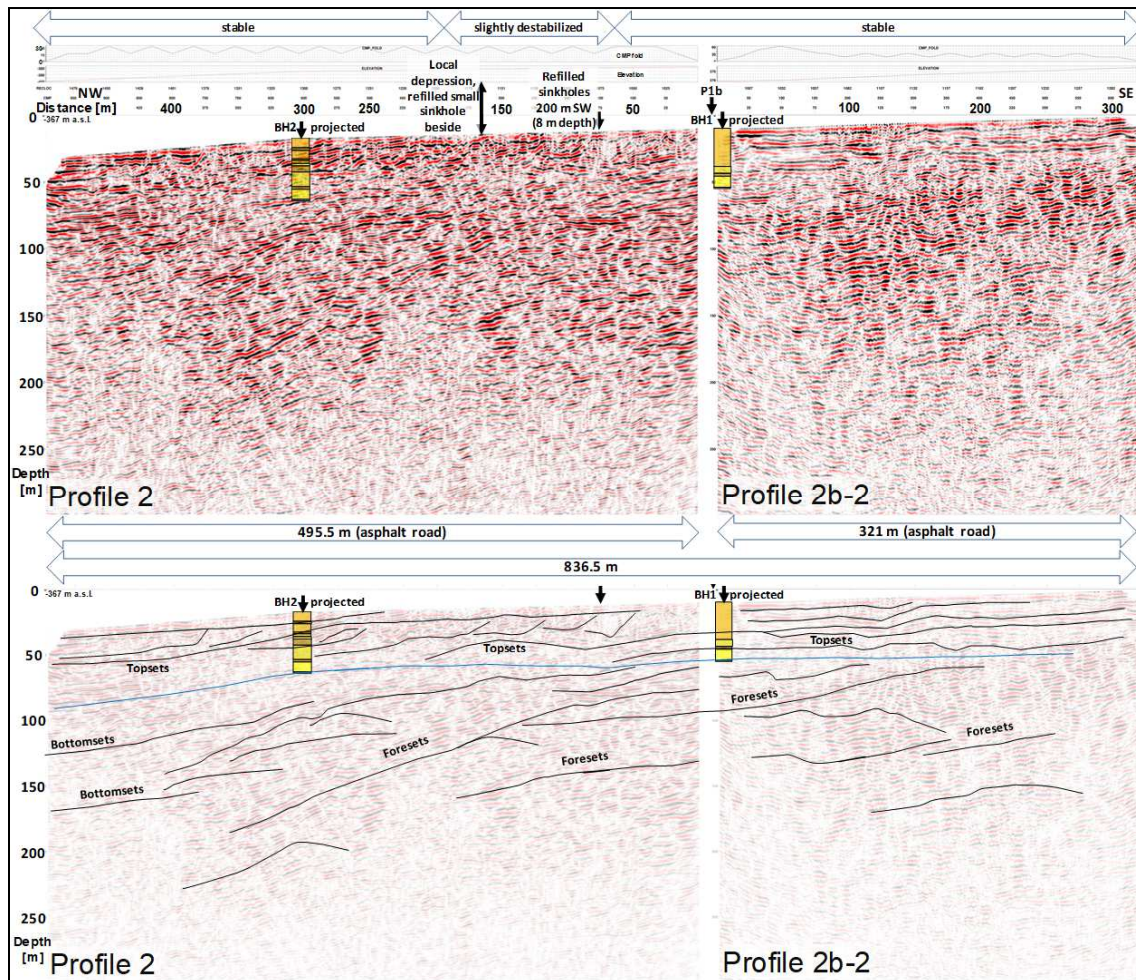 stable
slightly destabilized
stable
CMP_FOLD
CMP fold
CMP_FOLD
ELEVATION
Elevation
ELEVATION
NW
Distance [m]
400
300
250
Local
depression,
refilled small
sinkhole
beside
150
Refilled
sinkholes
200 m SW
(8 m depth)
50
P1b
100
200
SE
300
0
-367 m a.s.l.
BH2
projected
BH1
projected
50
100
150
200
250
Depth
[m]
Profile 2
Profile 2b-2
495.5 m (asphalt road)
321 m (asphalt road)
836.5 m
0
-367 m a.s.l.
BH2
projected
BH1
projected
50
Topsets
Topsets
Topsets
100
Bottomsets
Foresets
Foresets
Foresets
Foresets
150
Bottomsets
200
250
Depth
[m]
Profile 2
Profile 2b-2